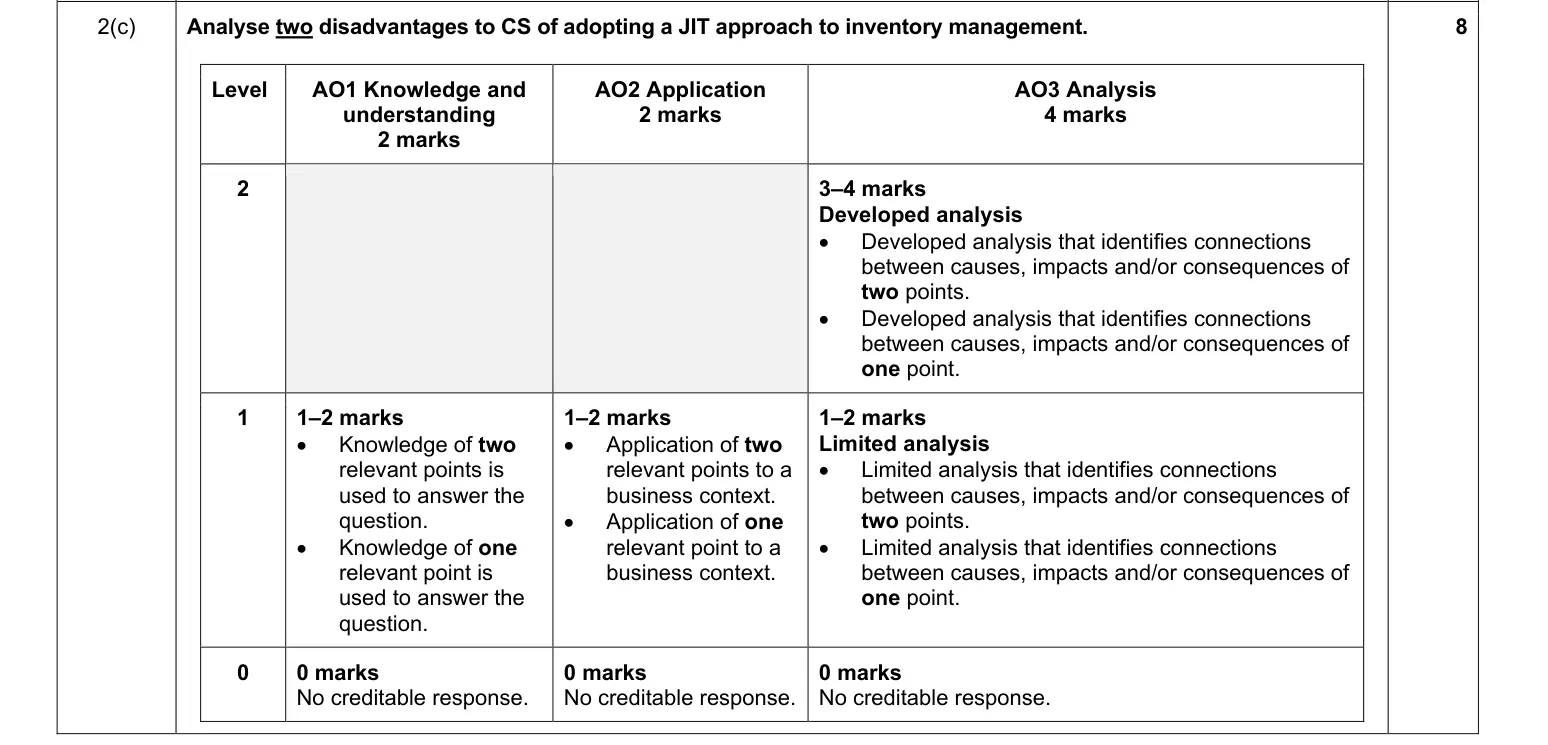 2(c)
Analyse two disadvantages to CS of adopting a JIT approach to inventory management.
8
Level
AO1 Knowledge and
understanding
2 marks
AO2 Application
2 marks
AO3 Analysis
4 marks
2
3–4 marks
Developed analysis
• Developed analysis that identifies connections
between causes, impacts and/or consequences of
two points.
• Developed analysis that identifies connections
between causes, impacts and/or consequences of
one point.
1
1–2 marks
• Knowledge of two
relevant points is
used to answer the
question.
• Knowledge of one
relevant point is
used to answer the
question.
1–2 marks
• Application of two
relevant points to a
business context.
• Application of one
relevant point to a
business context.
1–2 marks
Limited analysis
• Limited analysis that identifies connections
between causes, impacts and/or consequences of
two points.
• Limited analysis that identifies connections
between causes, impacts and/or consequences of
one point.
0
0 marks
No creditable response.
0 marks
No creditable response.
0 marks
No creditable response.